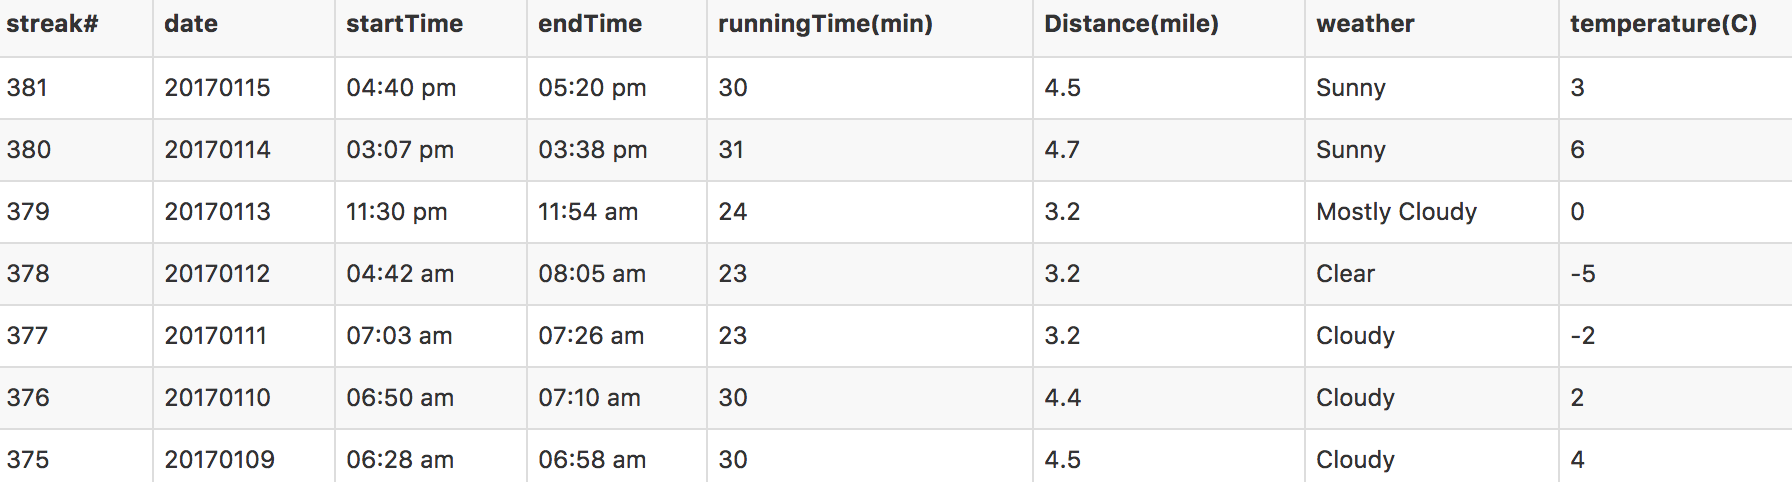 streak# date startTime endTime runningTime(min) Distance(mile) weather temperature(C)
381 20170115 04:40 pm 05:20 pm 30 4.5 Sunny 3
380 20170114 03:07 pm 03:38 pm 31 4.7 Sunny 6
379 20170113 11:30 pm 11:54 am 24 3.2 Mostly Cloudy 0
378 20170112 04:42 am 08:05 am 23 3.2 Clear -5
377 20170111 07:03 am 07:26 am 23 3.2 Cloudy -2
376 20170110 06:50 am 07:10 am 30 4.4 Cloudy 2
375 20170109 06:28 am 06:58 am 30 4.5 Cloudy 4